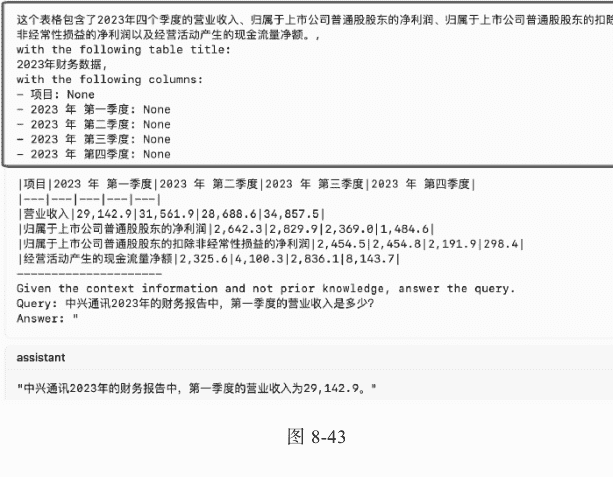 这个表格包含了2023年四个季度的营业收入、归属于上市公司普通股股东的净利润、归属于上市公司普通股股东的扣除
非经常性损益的净利润以及经营活动产生的现金流量净额。,
with the following table title:
2023年财务数据,
with the following columns:
- 项目: None
- 2023 年 第一季度: None
- 2023 年 第二季度: None
- 2023 年 第三季度: None
- 2023 年 第四季度: None
|项目|2023 年 第一季度|2023 年 第二季度|2023 年 第三季度|2023 年 第四季度|
|---|---|---|---|---|
|营业收入|29,142.9|31,561.9|28,688.6|34,857.5|
|归属于上市公司普通股股东的净利润|2,642.3|2,829.9|2,369.0|1,484.6|
|归属于上市公司普通股股东的扣除非经常性损益的净利润|2,454.5|2,454.8|2,191.9|298.4|
|经营活动产生的现金流量净额|2,325.6|4,100.3|2,836.1|8,143.7|
---------------------
Given the context information and not prior knowledge, answer the query.
Query: 中兴通讯2023年的财务报告中，第一季度的营业收入是多少?
Answer: "
assistant
"中兴通讯2023年的财务报告中，第一季度的营业收入为29,142.9。"
图 8-43